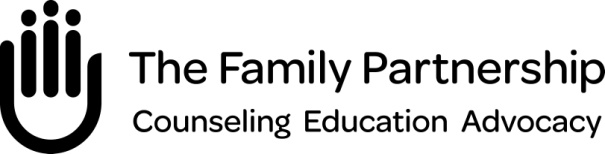 The Family Partnership
Counseling Education Advocacy